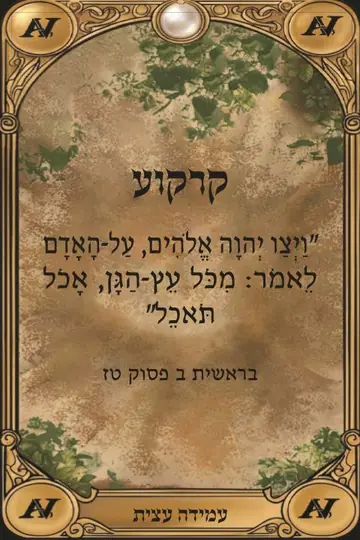 קרקוע
"וַיְצַו יְהוָה אֱלֹהִים, עַל-הָאָדָם
לֵאמֹר: מִכֹּל עֵץ-הַגָּן, אָכֹל
תֹּאכֵל"
בראשית ב פסוק טז
עמידה עצית